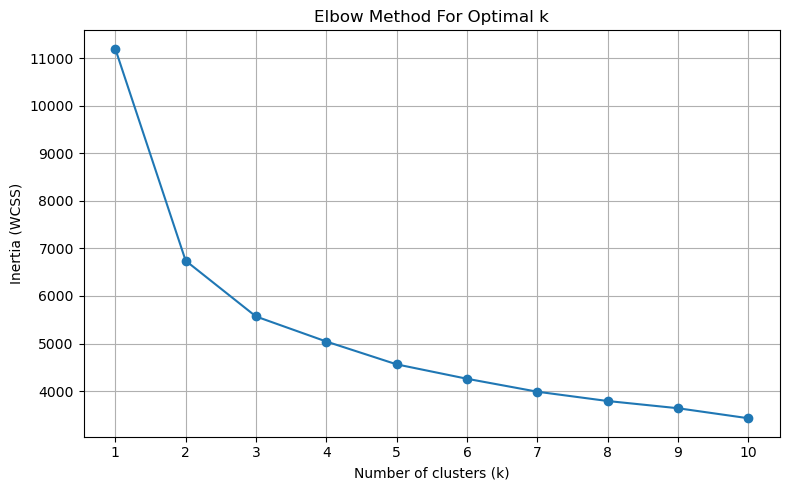 Elbow Method For Optimal k
11000
10000
9000
8000
7000
6000
5000
4000
Inertia (WCSS)
1 2 3 4 5 6 7 8 9 10
Number of clusters (k)